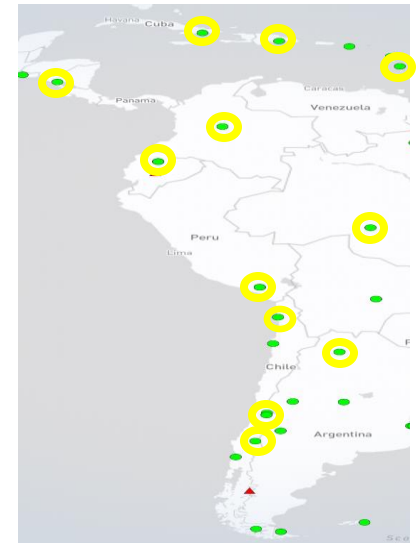 Havana
Cuba
Caracas
Panama
Venezuela
Peru
Lima
Chile
Argentina